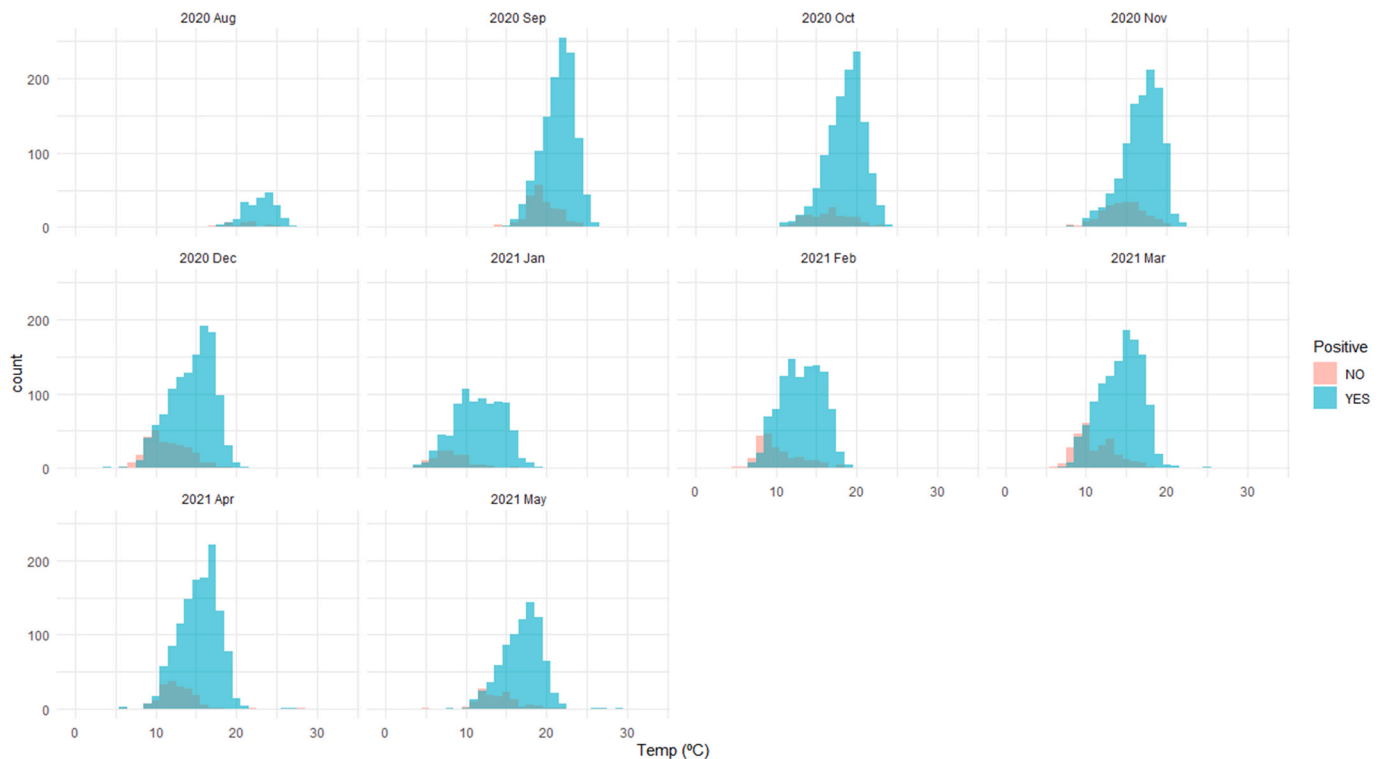 2020 Aug 2020 Sep 2020 Oct 2020 Nov
200
100
0
2020 Dec 2021 Jan 2021 Feb 2021 Mar
200
100
0
0 10 20 30 0 10 20 30
2021 Apr 2021 May
200
100
0
0 10 20 30 0 10 20 30
count
Temp (ºC)
Positive
NO
YES